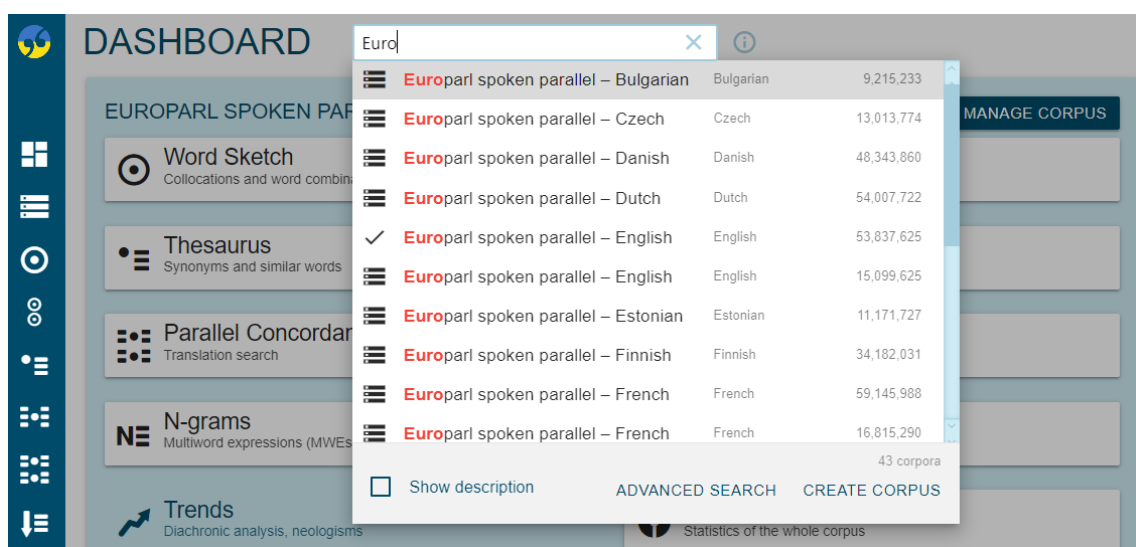 DASHBOARD
Euro
EUROPARL SPOKEN PAR
MANAGE CORPUS
Word Sketch
Collocations and word combin
Thesaurus
Synonyms and similar words
Parallel Concordar
Translation search
N-grams
Multiword expressions (MWEs
Trends
Diachronic analysis, neologisms
Europarl spoken parallel – Bulgarian Bulgarian 9,215,233
Europarl spoken parallel – Czech Czech 13,013,774
Europarl spoken parallel – Danish Danish 48,343,860
Europarl spoken parallel – Dutch Dutch 54,007,722
Europarl spoken parallel – English English 53,837,625
Europarl spoken parallel – English English 15,099,625
Europarl spoken parallel – Estonian Estonian 11,171,727
Europarl spoken parallel – Finnish Finnish 34,182,031
Europarl spoken parallel – French French 59,145,988
Europarl spoken parallel – French French 16,815,290
43 corpora
Show description ADVANCED SEARCH CREATE CORPUS
Statistics of the whole corpus